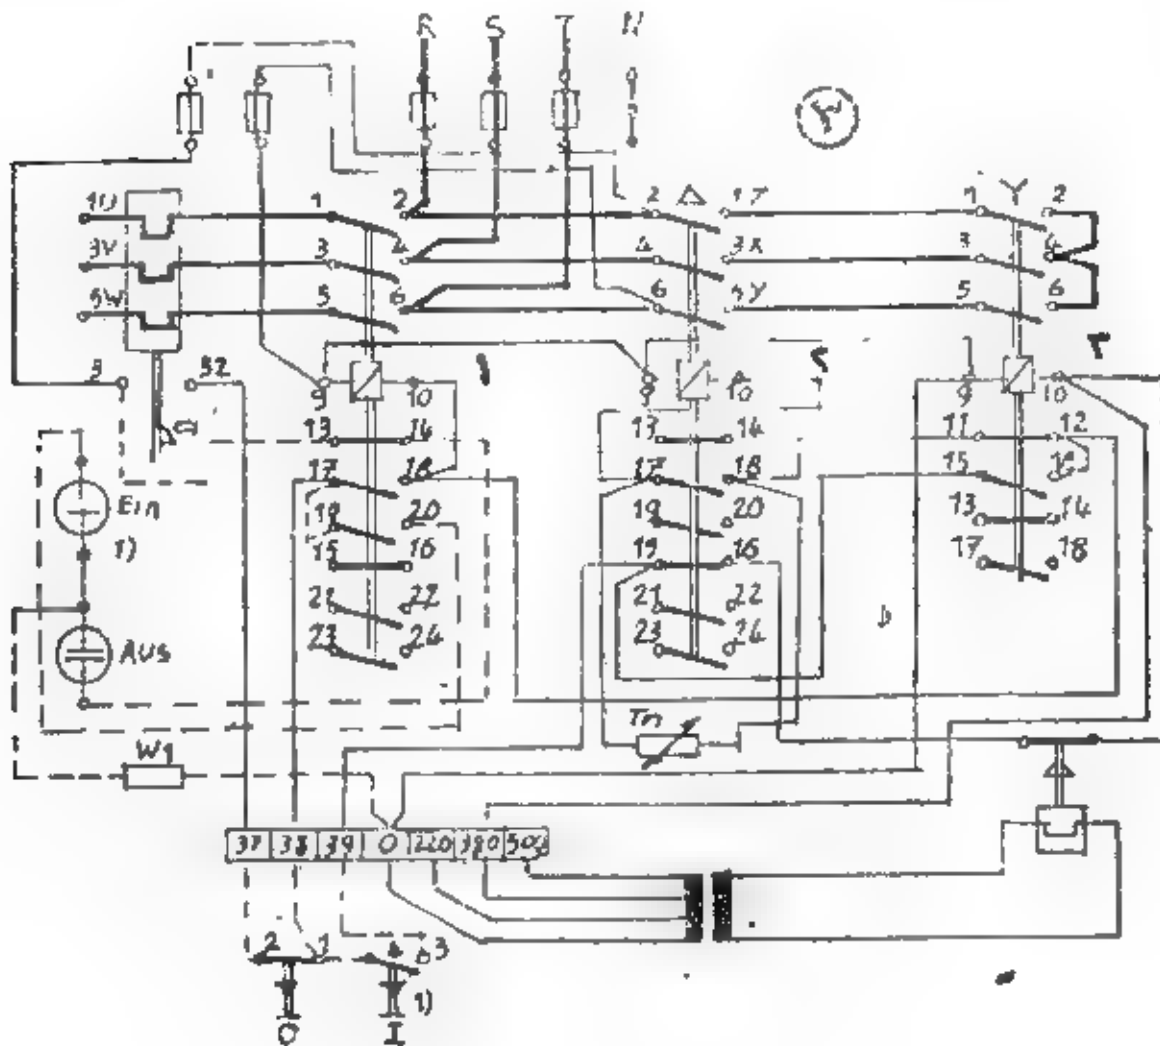 R S T N
Y
1U 1 2 2 Δ 1Z 1 Y 2
3V 3 4 4 3X 3 4
5W 5 6 6 5Y 5 6
32
9 10 9 10 9 10
13 14 13 14 11 12
17 18 17 18 15
19 20 19 20 13 14
Ein 15 16 15 16 17 18
1)
21 22 21 22
23 24 23 24
Aus
Tn
W1
37 38 39 0 220 380 500
2 1 3
1)
O I